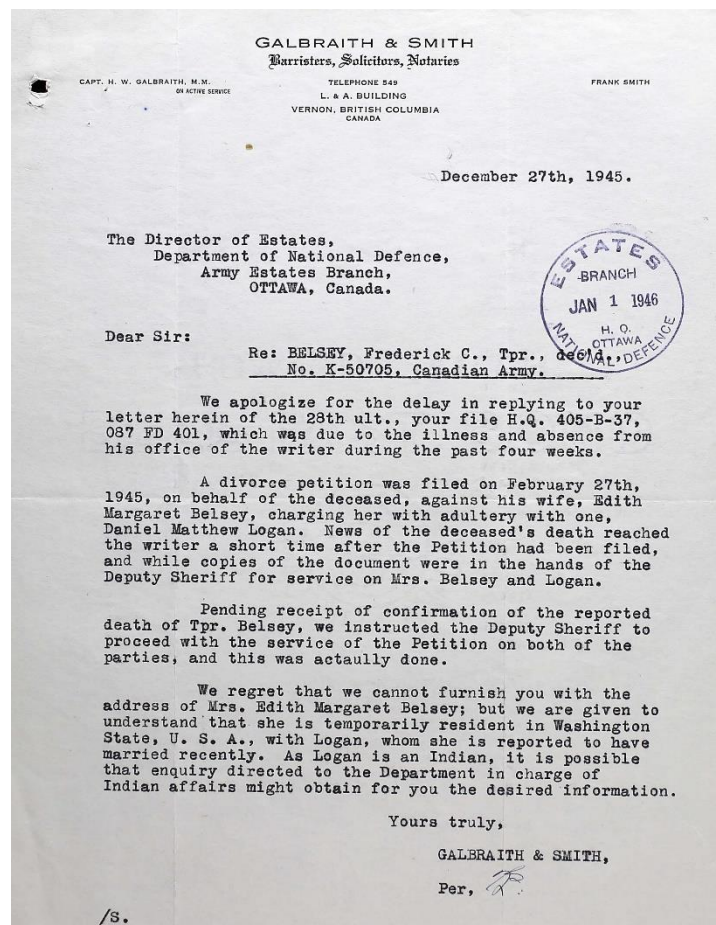 GALBRAITH & SMITH
Barristers, Solicitors, Notaries
CAPT. H. W. GALBRAITH, M.M.
ON ACTIVE SERVICE
TELEPHONE 549
FRANK SMITH
L. & A. BUILDING
VERNON, BRITISH COLUMBIA
CANADA
December 27th, 1945.
The Director of Estates,
Department of National Defence,
Army Estates Branch,
OTTAWA, Canada.
ESTATES
BRANCH
JAN 1 1946
H. Q.
OTTAWA
NATIONAL DEFENCE
Dear Sir:
Re: BELSEY, Frederick C., Tpr., dec'd.,
No. K-50705, Canadian Army.
We apologize for the delay in replying to your
letter herein of the 28th ult., your file H.Q. 405-B-37,
087 FD 401, which was due to the illness and absence from
his office of the writer during the past four weeks.
A divorce petition was filed on February 27th,
1945, on behalf of the deceased, against his wife, Edith
Margaret Belsey, charging her with adultery with one,
Daniel Matthew Logan. News of the deceased's death reached
the writer a short time after the Petition had been filed,
and while copies of the document were in the hands of the
Deputy Sheriff for service on Mrs. Belsey and Logan.
Pending receipt of confirmation of the reported
death of Tpr. Belsey, we instructed the Deputy Sheriff to
proceed with the service of the Petition on both of the
parties, and this was actaully done.
We regret that we cannot furnish you with the
address of Mrs. Edith Margaret Belsey; but we are given to
understand that she is temporarily resident in Washington
State, U. S. A., with Logan, whom she is reported to have
married recently. As Logan is an Indian, it is possible
that enquiry directed to the Department in charge of
Indian affairs might obtain for you the desired information.
Yours truly,
GALBRAITH & SMITH,
Per,
/S.